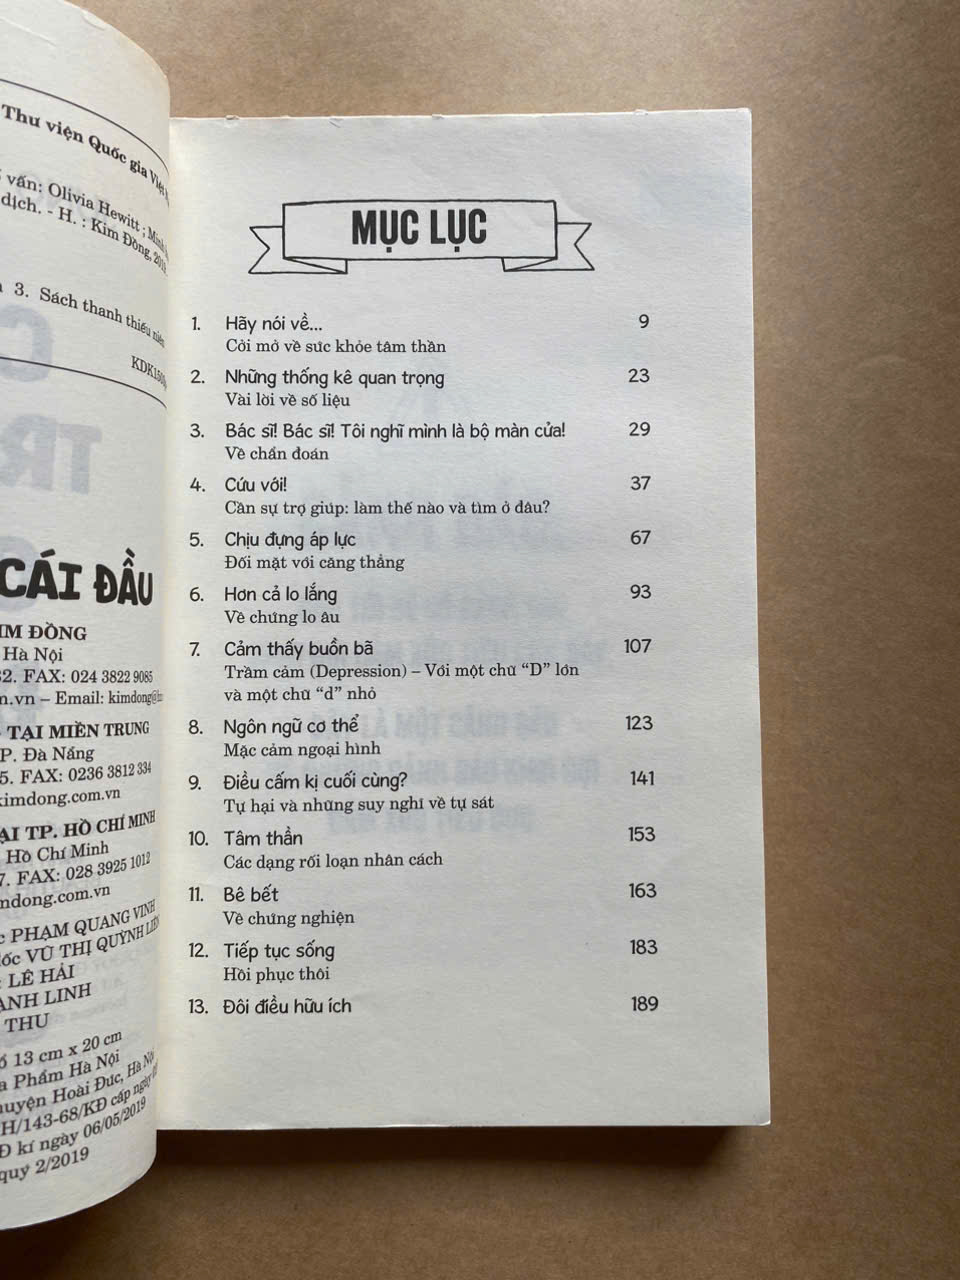 Thư viện Quốc gia Việt
vấn: Olivia Hewitt ; Minh
dịch. - H. : Kim Đồng, 2019.
3. Sách thanh thiếu niên
CÁI ĐẦU
IM ĐỒNG
Hà Nội
62. FAX: 024 3822 9085
m.vn – Email: kimdong@
TẠI MIỀN TRUNG
P. Đà Nẵng
5. FAX: 0236 3812 334
kimdong.com.vn
ẠI TP. HỒ CHÍ MINH
Hồ Chí Minh
7. FAX: 028 3925 1012
ndong.com.vn
c PHẠM QUANG VINH
ốc VŨ THỊ QUỲNH LIÊN
: LÊ HẢI
ẠNH LINH
THU
ổ 13 cm x 20 cm
a Phẩm Hà Nội
huyện Hoài Đức, Hà Nội
H/143-68/KĐ cấp ngày
Đ kí ngày 06/05/2019
quý 2/2019
MỤC LỤC
1. Hãy nói về... 9
Cởi mở về sức khỏe tâm thần
2. Những thống kê quan trọng 23
Vài lời về số liệu
3. Bác sĩ! Bác sĩ! Tôi nghĩ mình là bộ màn cửa! 29
Về chẩn đoán
4. Cứu với! 37
Cần sự trợ giúp: làm thế nào và tìm ở đâu?
5. Chịu đựng áp lực 67
Đối mặt với căng thẳng
6. Hơn cả lo lắng 93
Về chứng lo âu
7. Cảm thấy buồn bã 107
Trầm cảm (Depression) – Với một chữ “D” lớn
và một chữ “d” nhỏ
8. Ngôn ngữ cơ thể 123
Mặc cảm ngoại hình
9. Điều cấm kị cuối cùng? 141
Tự hại và những suy nghĩ về tự sát
10. Tâm thần 153
Các dạng rối loạn nhân cách
11. Bê bết 163
Về chứng nghiện
12. Tiếp tục sống 183
Hồi phục thôi
13. Đôi điều hữu ích 189